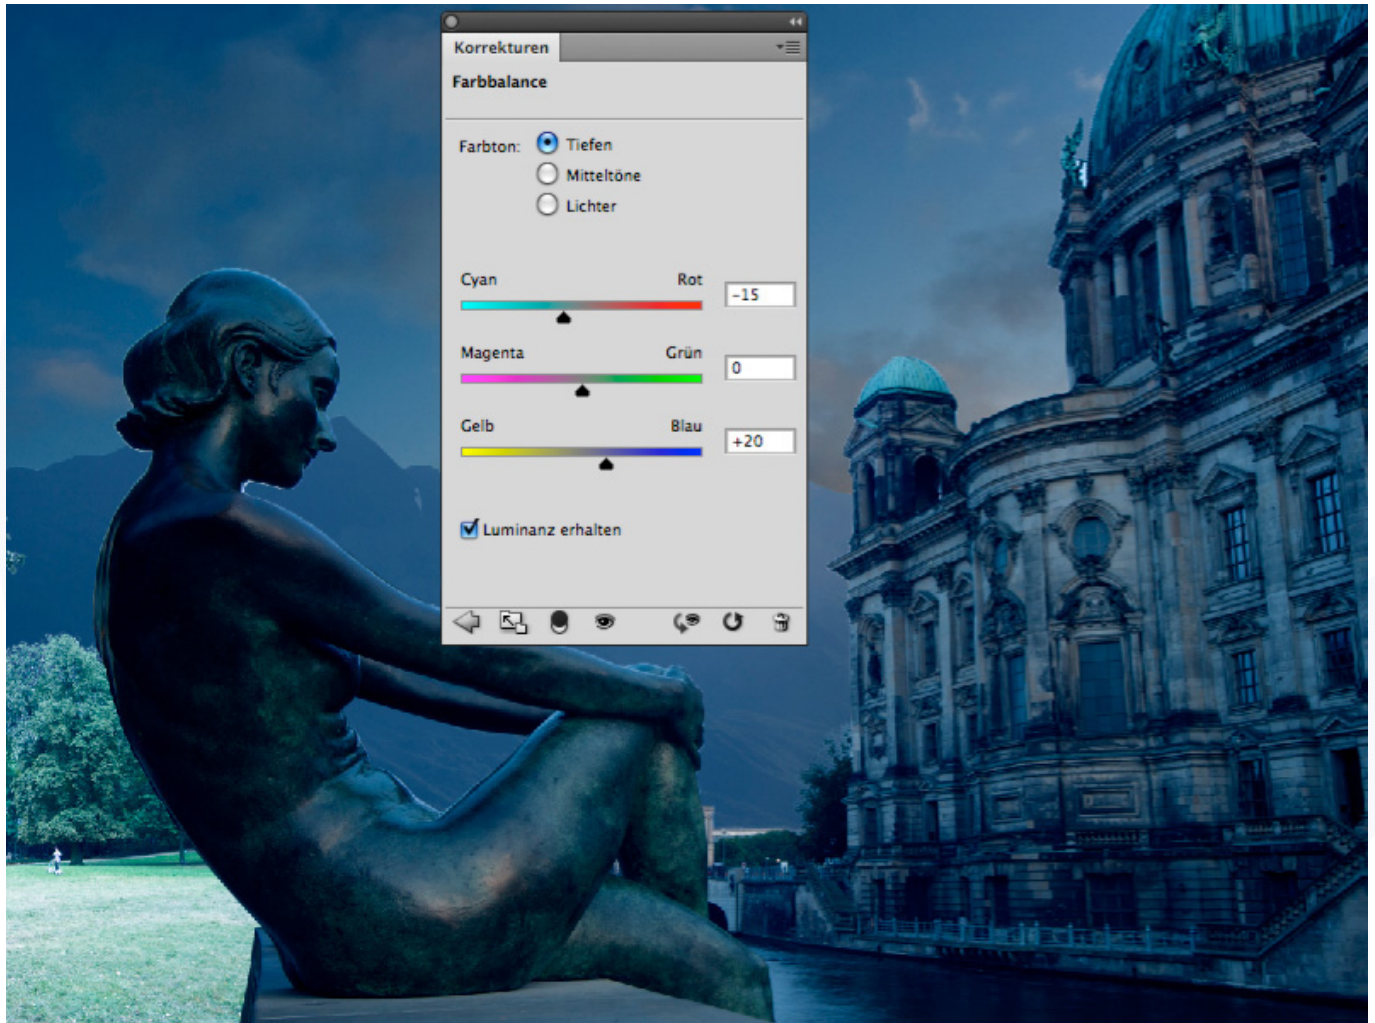 Korrekturen
Farbbalance
Farbton: Tiefen
Mitteltöne
Lichter
Cyan Rot -15
Magenta Grün 0
Gelb Blau +20
Luminanz erhalten